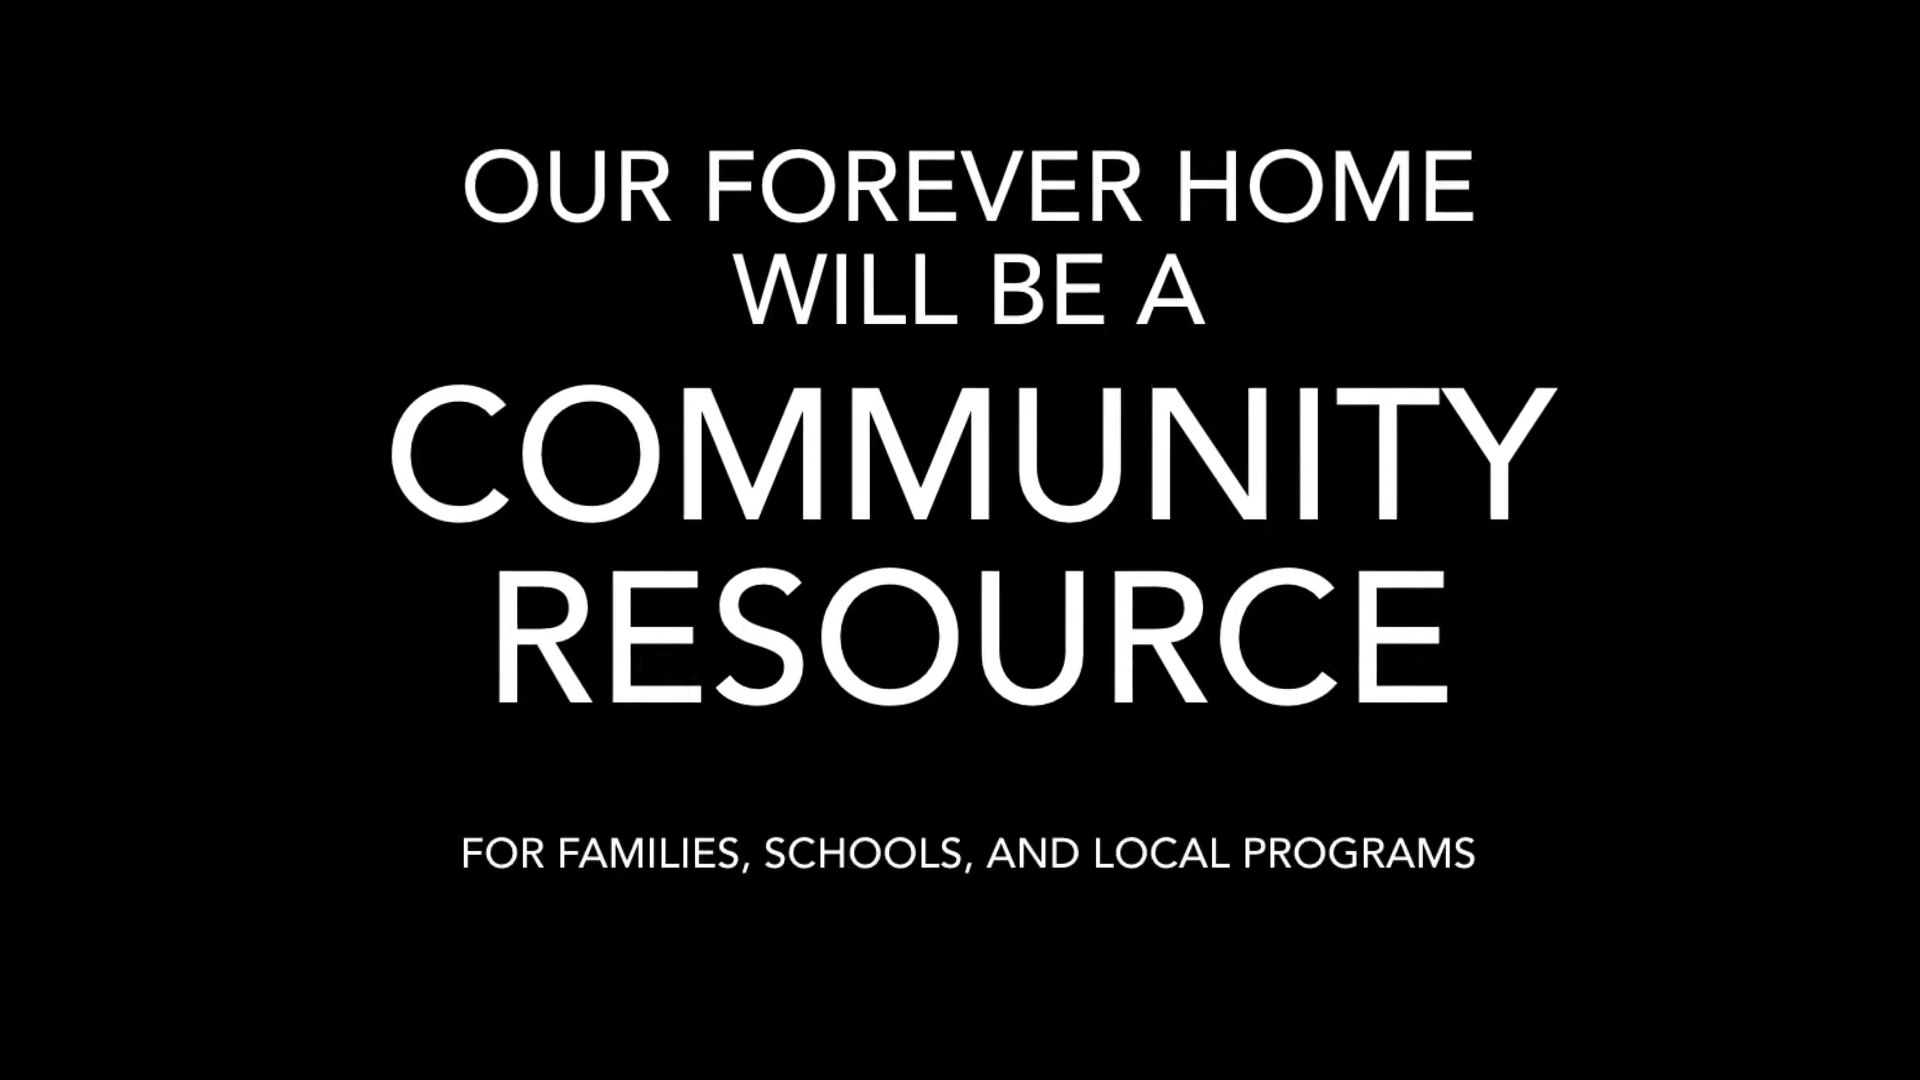 OUR FOREVER HOME
WILL BE A
COMMUNITY
RESOURCE
FOR FAMILIES, SCHOOLS, AND LOCAL PROGRAMS